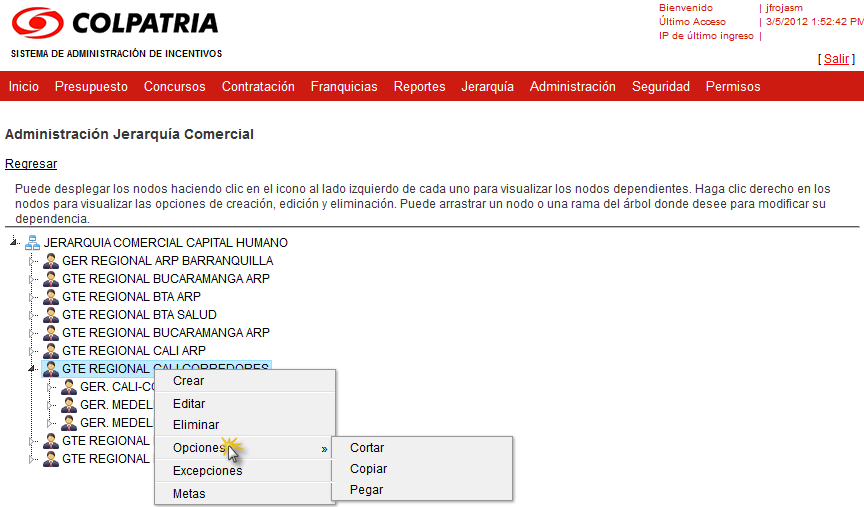 COLPATRIA
SISTEMA DE ADMINISTRACIÓN DE INCENTIVOS
Bienvenido | jfrojasm
Último Acceso | 3/5/2012 1:52:42 PM
IP de último ingreso |
[ Salir ]
Inicio Presupuesto Concursos Contratación Franquicias Reportes Jerarquía Administración Seguridad Permisos
Administración Jerarquía Comercial
Regresar
Puede desplegar los nodos haciendo clic en el icono al lado izquierdo de cada uno para visualizar los nodos dependientes. Haga clic derecho en los
nodos para visualizar las opciones de creación, edición y eliminación. Puede arrastrar un nodo o una rama del árbol donde desee para modificar su
dependencia.
JERARQUIA COMERCIAL CAPITAL HUMANO
GER REGIONAL ARP BARRANQUILLA
GTE REGIONAL BUCARAMANGA ARP
GTE REGIONAL BTA ARP
GTE REGIONAL BTA SALUD
GTE REGIONAL BUCARAMANGA ARP
GTE REGIONAL CALI ARP
GTE REGIONAL CALI CORREDORES
GER. CALI-CO
GER. MEDEL
GER. MEDEL
GTE REGIONAL
GTE REGIONAL
Crear
Editar
Eliminar
Opciones »
Excepciones
Metas
Cortar
Copiar
Pegar